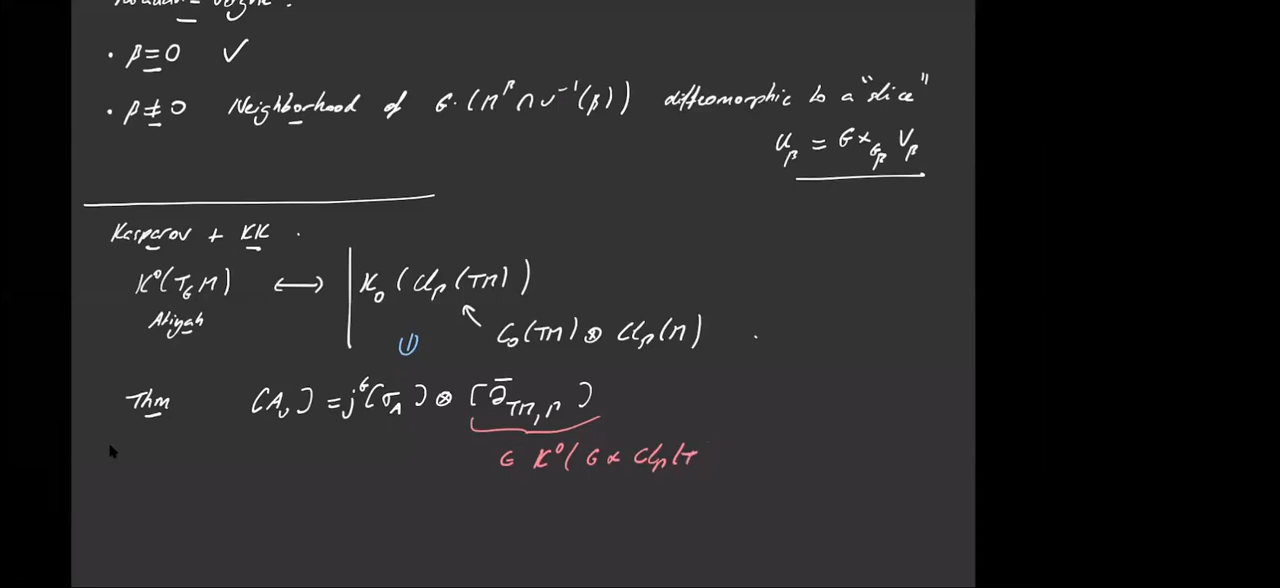 · β = 0 ✓
· β ≠ 0 Neighborhood of G·(M^β ∩ ν^{-1}(β)) diffeomorphic to a "slice"
U_β = G ×_{G_β} V_β
Kasparov + KK .
K^0(T_G M) ⟷ K_0(Cl_Γ(TM))
Atiyah
C_0(TM) ⊗ Cl_Γ(M) .
①
Thm [A_ν] = j^G[σ_A] ⊗ [∂̄_{TM,Γ}]
∈ K^0(G ⋉ Cl_Γ(T